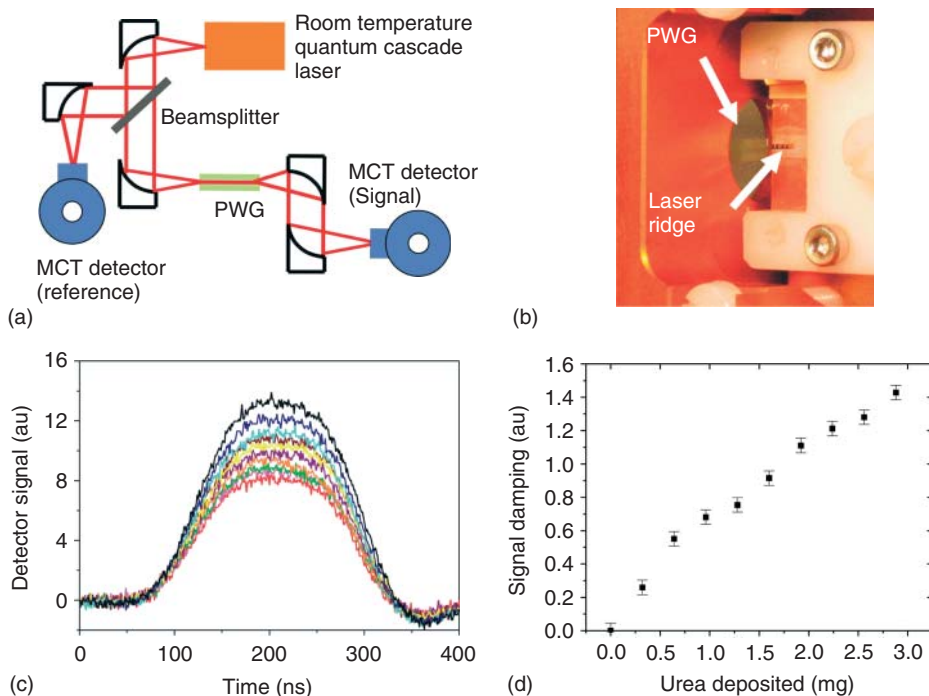 Room temperature
quantum cascade
laser
Beamsplitter
MCT detector
(Signal)
PWG
MCT detector
(reference)
(a)
PWG
Laser
ridge
(b)
16
12
8
4
0
Detector signal (au)
0
100
200
300
400
Time (ns)
(c)
1.6
1.4
1.2
1.0
0.8
0.6
0.4
0.2
0.0
Signal damping (au)
0.0
0.5
1.0
1.5
2.0
2.5
3.0
Urea deposited (mg)
(d)